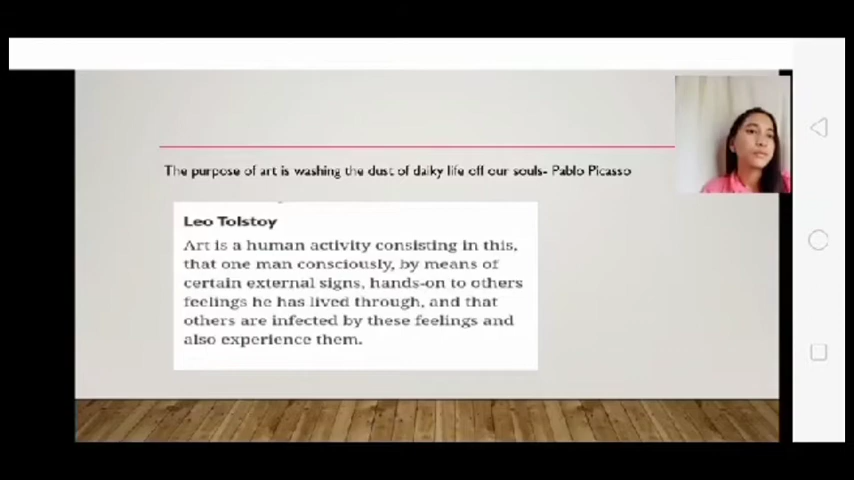 The purpose of art is washing the dust of daiky life off our souls- Pablo Picasso
Leo Tolstoy
Art is a human activity consisting in this,
that one man consciously, by means of
certain external signs, hands-on to others
feelings he has lived through, and that
others are infected by these feelings and
also experience them.